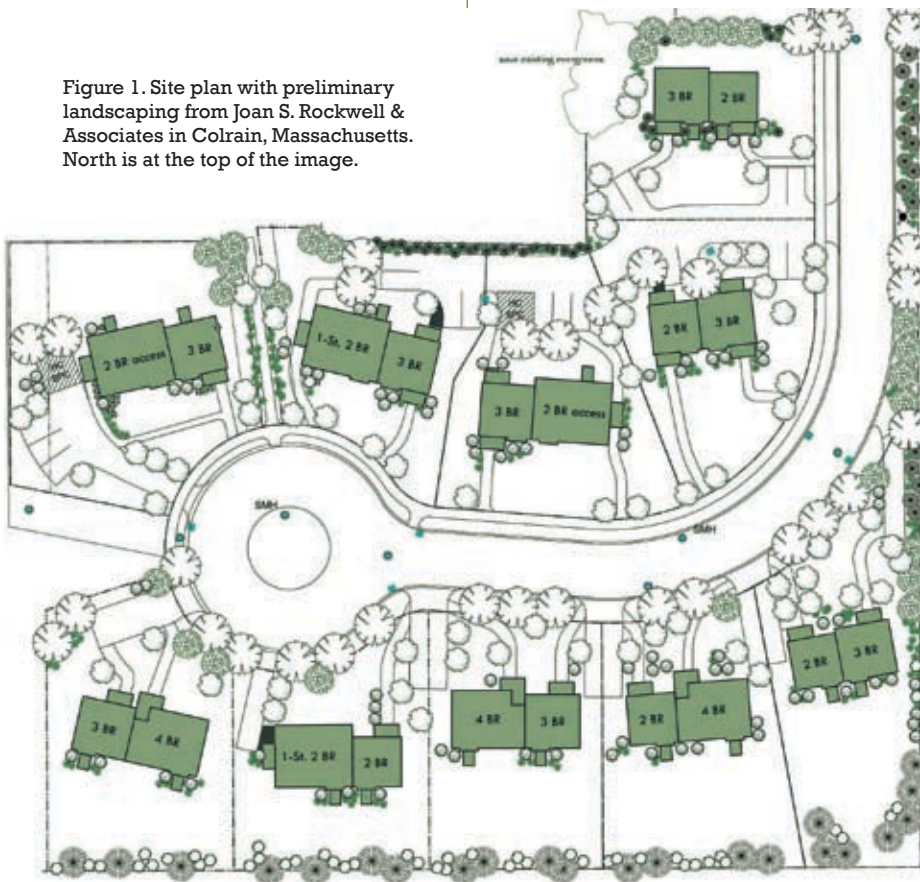 Figure 1. Site plan with preliminary
landscaping from Joan S. Rockwell &
Associates in Colrain, Massachusetts.
North is at the top of the image.
3 BR
2 BR
2 BR access
3 BR
1-St. 2 BR
3 BR
3 BR
2 BR access
2 BR
3 BR
SMH
SMH
3 BR
4 BR
1-St. 2 BR
2 BR
4 BR
3 BR
2 BR
4 BR
2 BR
3 BR